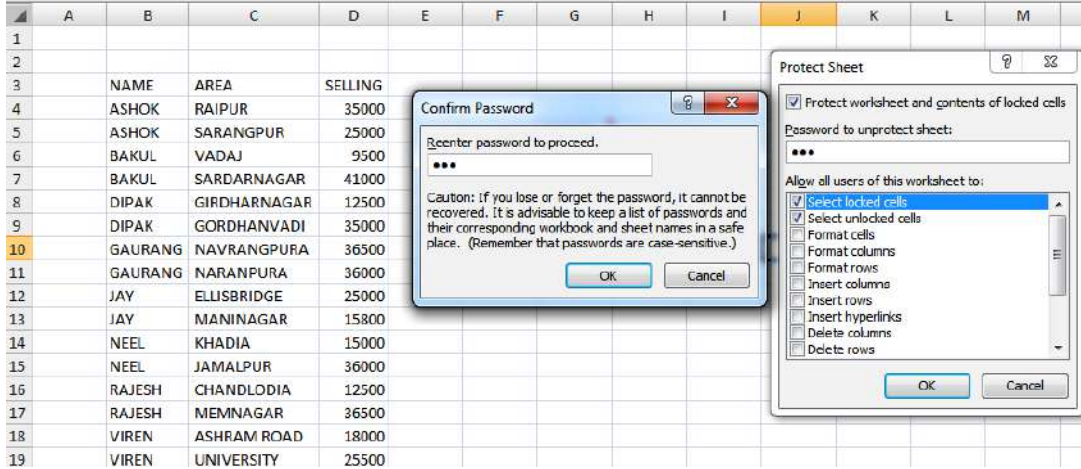 A B C D E F G H I J K L M
1
2
3 NAME AREA SELLING
4 ASHOK RAIPUR 35000
5 ASHOK SARANGPUR 25000
6 BAKUL VADAJ 9500
7 BAKUL SARDARNAGAR 41000
8 DIPAK GIRDHARNAGAR 12500
9 DIPAK GORDHANVADI 35000
10 GAURANG NAVRANGPURA 36500
11 GAURANG NARANPURA 36000
12 JAY ELLISBRIDGE 25000
13 JAY MANINAGAR 15800
14 NEEL KHADIA 15000
15 NEEL JAMALPUR 36000
16 RAJESH CHANDLODIA 12500
17 RAJESH MEMNAGAR 36500
18 VIREN ASHRAM ROAD 18000
19 VIREN UNIVERSITY 25500
Confirm Password
Reenter password to proceed.
•••
Caution: If you lose or forget the password, it cannot be
recovered. It is advisable to keep a list of passwords and
their corresponding workbook and sheet names in a safe
place. (Remember that passwords are case-sensitive.)
OK Cancel
Protect Sheet
Protect worksheet and contents of locked cells
Password to unprotect sheet:
•••
Allow all users of this worksheet to:
Select locked cells
Select unlocked cells
Format cells
Format columns
Format rows
Insert columns
Insert rows
Insert hyperlinks
Delete columns
Delete rows
OK Cancel